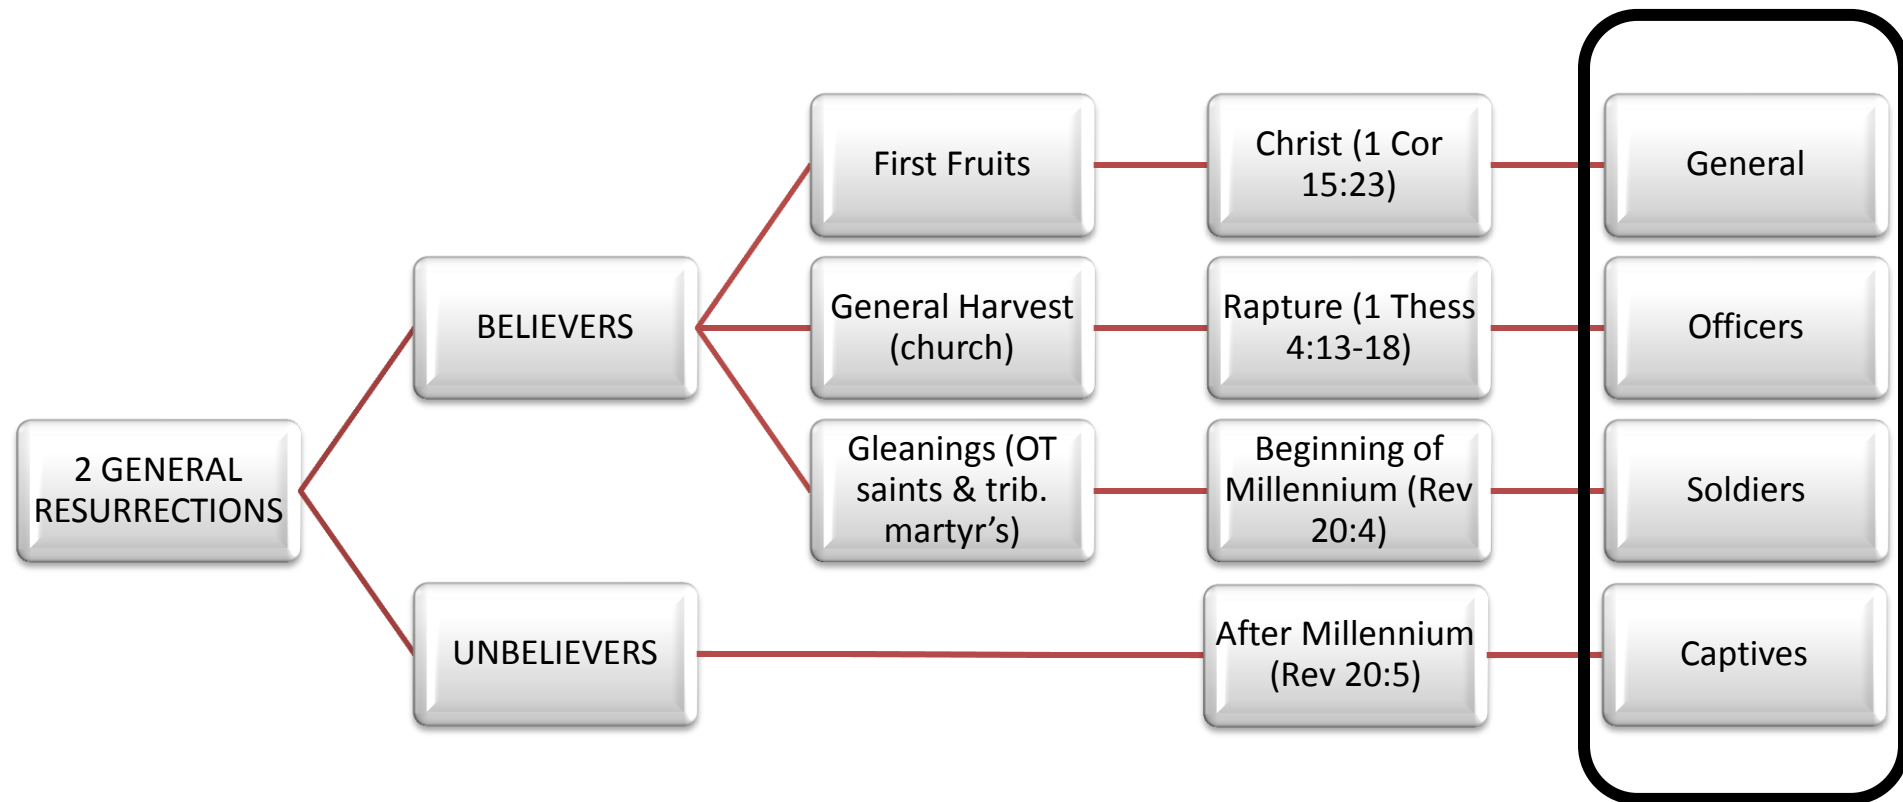 2 GENERAL
RESURRECTIONS
BELIEVERS
First Fruits
Christ (1 Cor
15:23)
General
General Harvest
(church)
Rapture (1 Thess
4:13-18)
Officers
Gleanings (OT
saints & trib.
martyr’s)
Beginning of
Millennium (Rev
20:4)
Soldiers
UNBELIEVERS
After Millennium
(Rev 20:5)
Captives